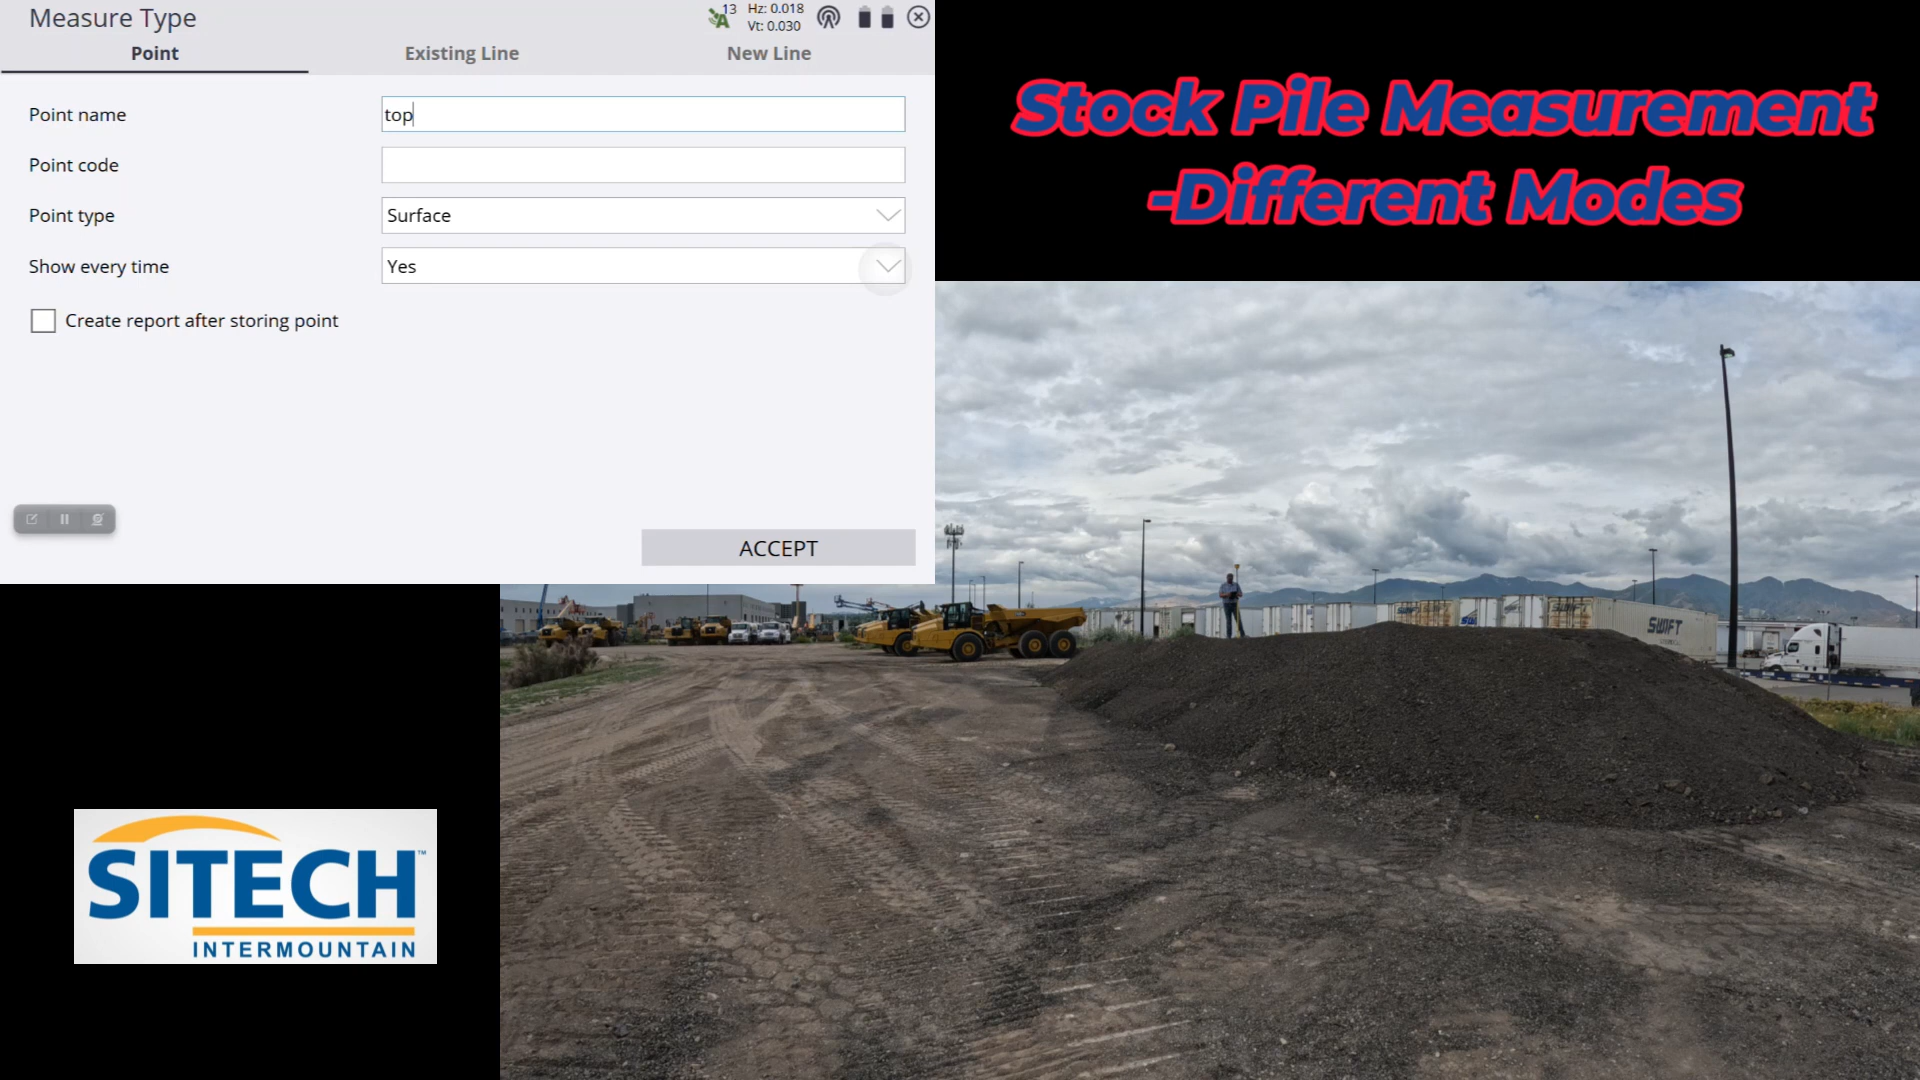 Measure Type
13
Hz: 0.018
Vt: 0.030
Point
Existing Line
New Line
Point name
top
Point code
Point type
Surface
Show every time
Yes
Create report after storing point
ACCEPT
Stock Pile Measurement
-Different Modes
SWIFT
SITECH™
INTERMOUNTAIN